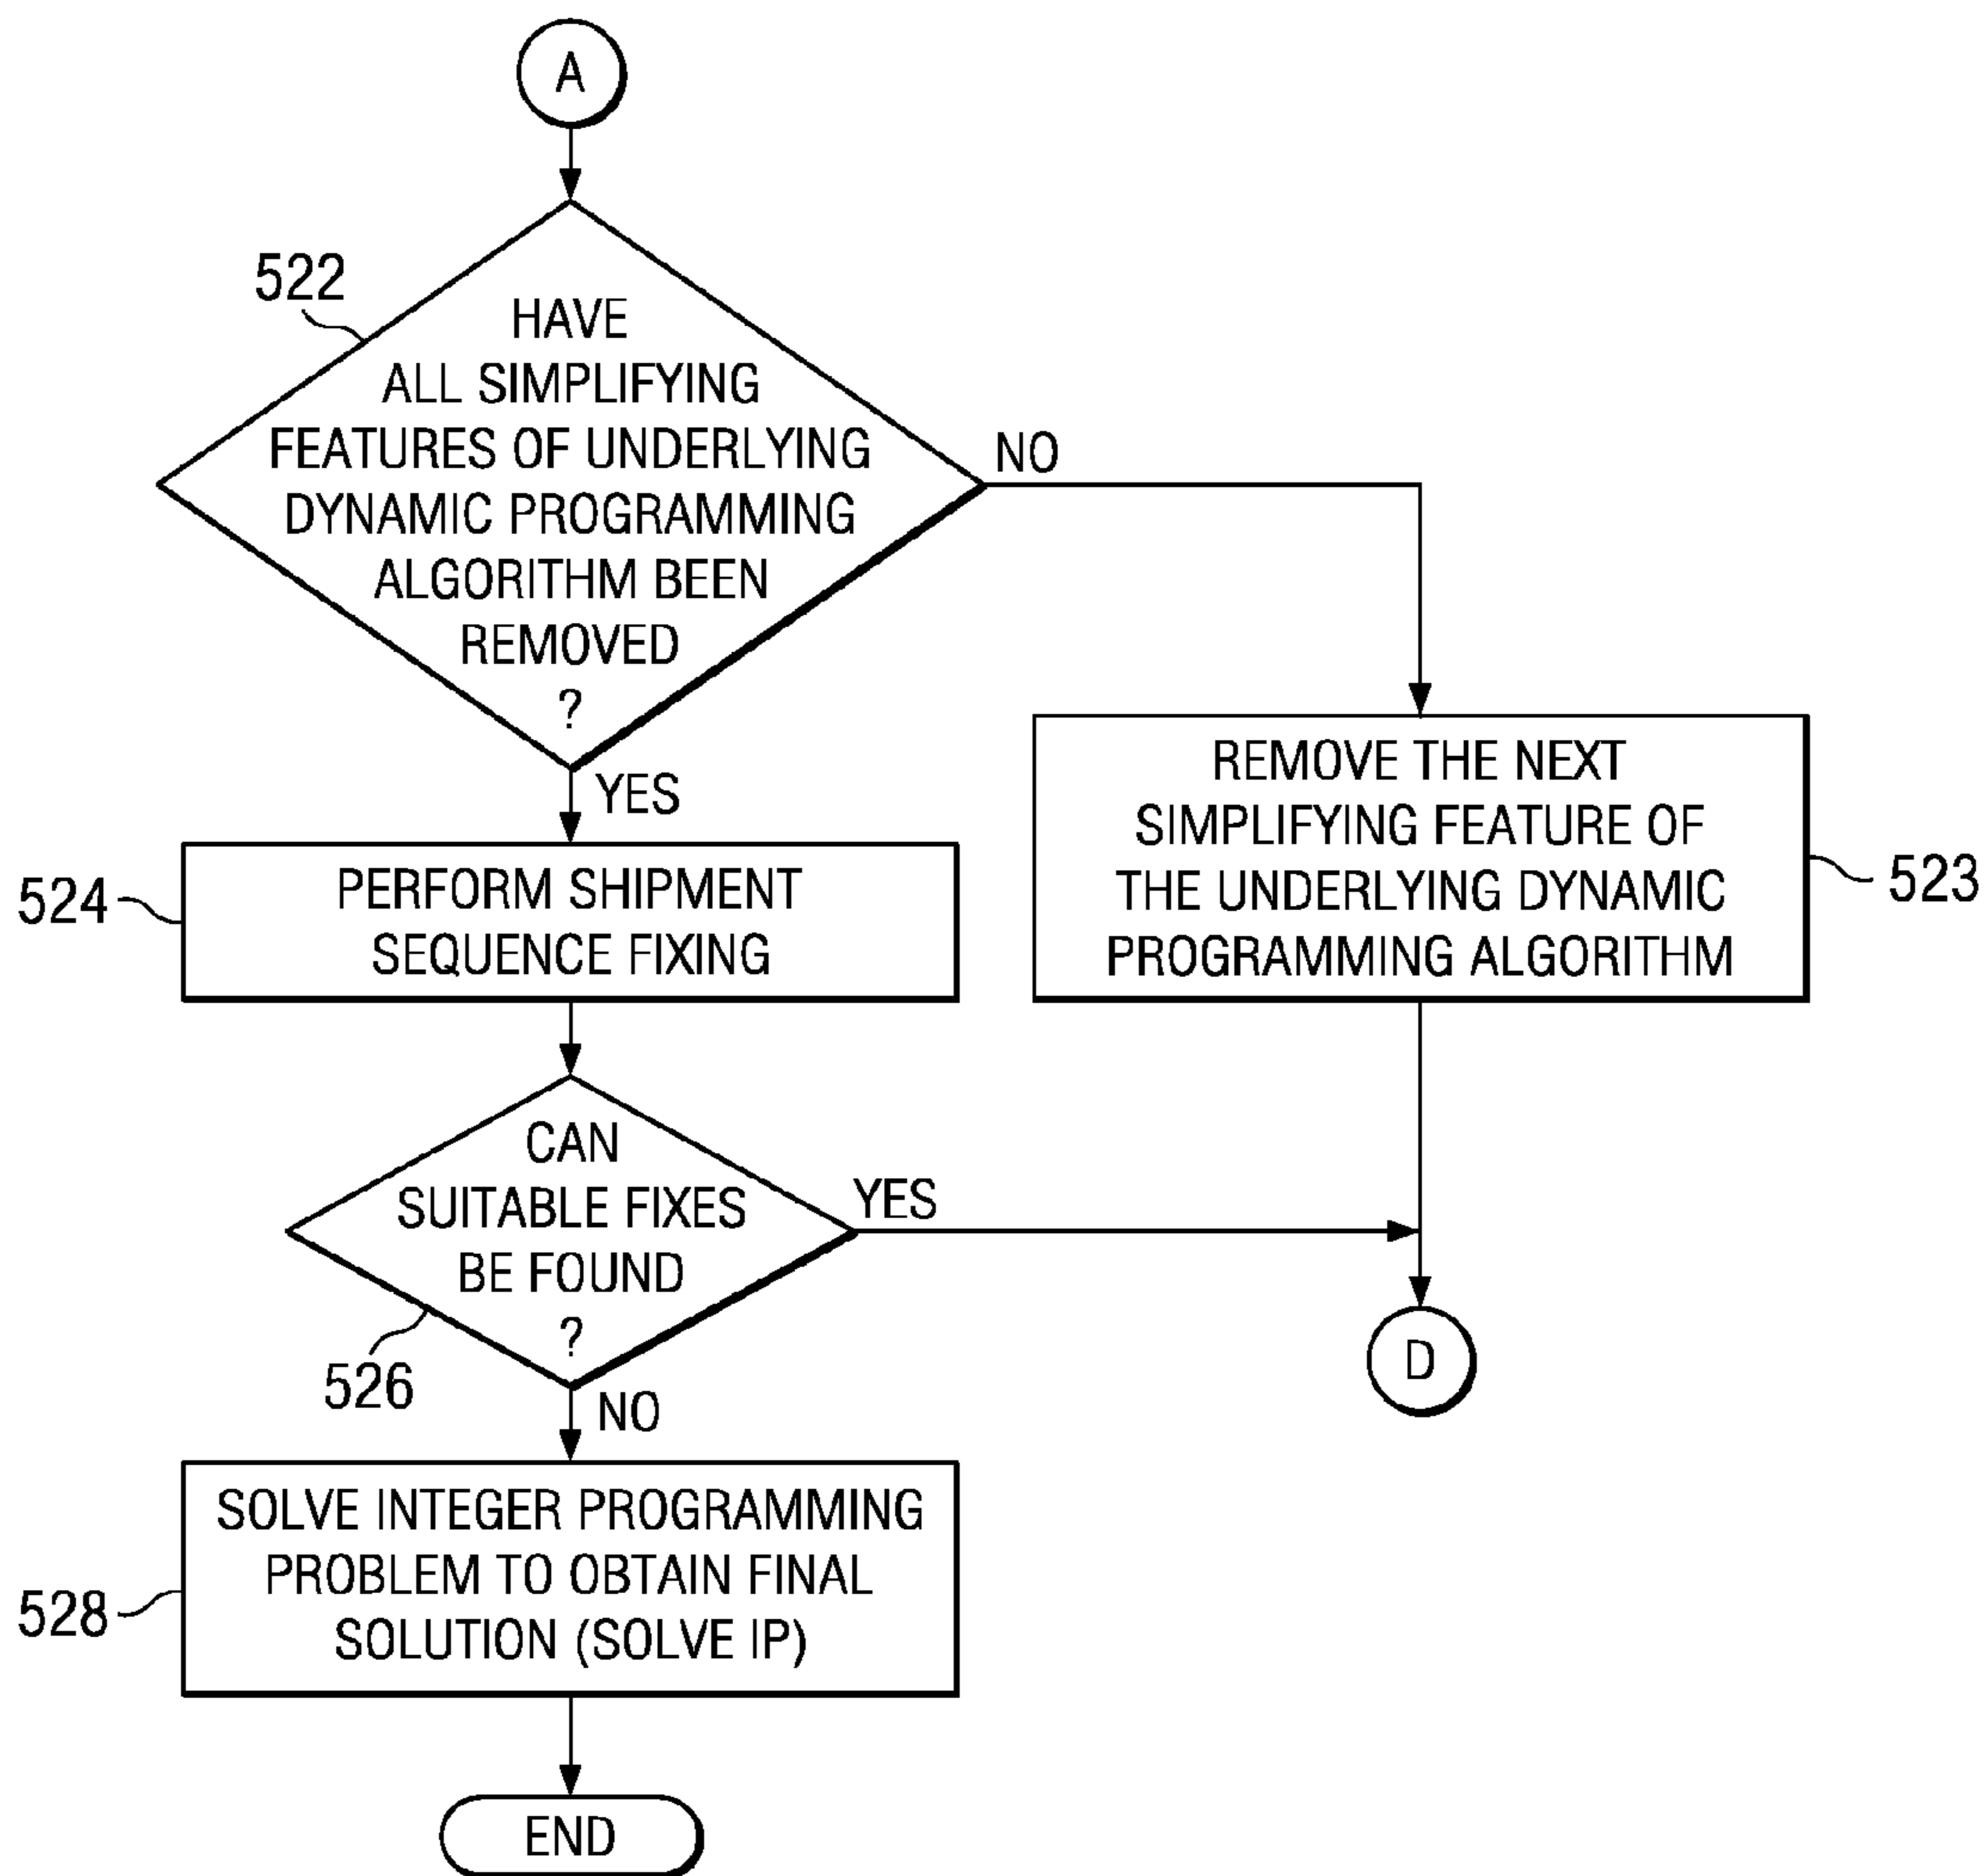 A
522
HAVE
ALL SIMPLIFYING
FEATURES OF UNDERLYING
DYNAMIC PROGRAMMING
ALGORITHM BEEN
REMOVED
?
NO
YES
REMOVE THE NEXT
SIMPLIFYING FEATURE OF
THE UNDERLYING DYNAMIC
PROGRAMMING ALGORITHM
523
524
PERFORM SHIPMENT
SEQUENCE FIXING
CAN
SUITABLE FIXES
BE FOUND
?
YES
526
D
NO
528
SOLVE INTEGER PROGRAMMING
PROBLEM TO OBTAIN FINAL
SOLUTION (SOLVE IP)
END